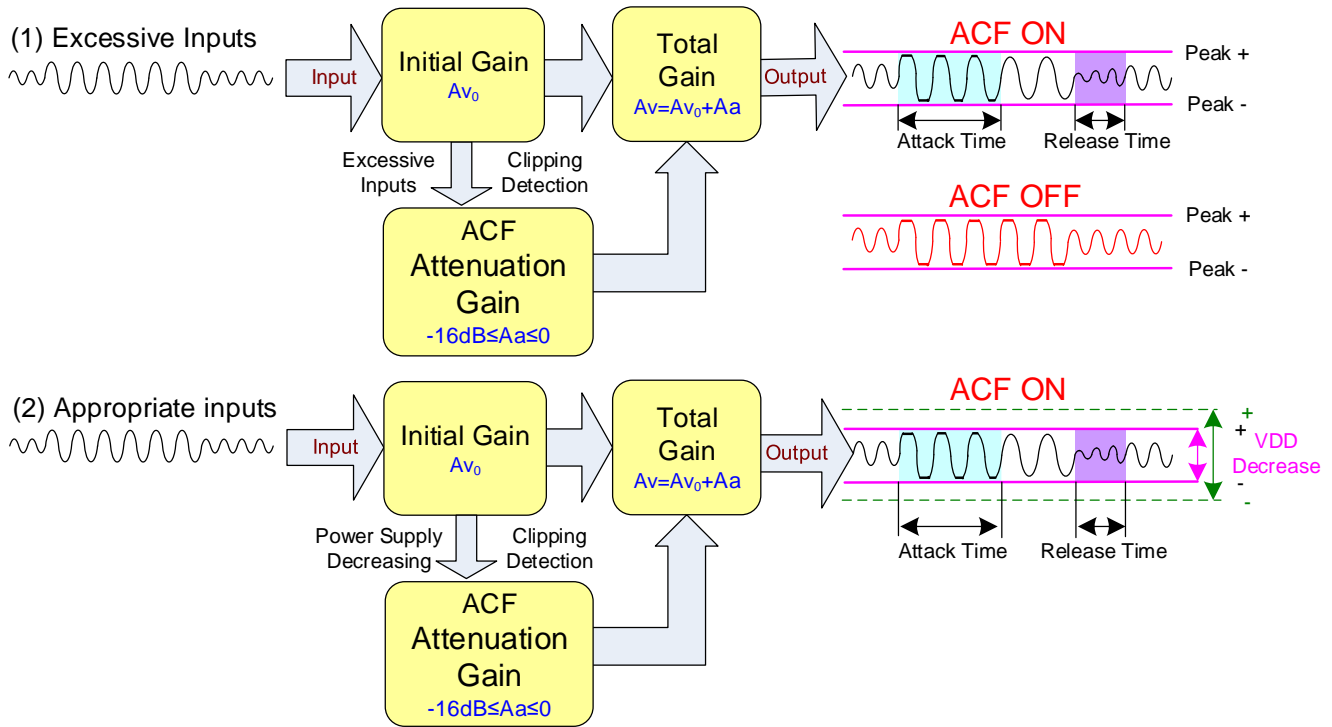 (1) Excessive Inputs
Input
Initial Gain
Av₀
Total
Gain
Av=Av₀+Aa
Output
ACF ON
Peak +
Peak -
Attack Time
Release Time
Excessive
Inputs
Clipping
Detection
ACF
Attenuation
Gain
-16dB≤Aa≤0
ACF OFF
Peak +
Peak -
(2) Appropriate inputs
Input
Initial Gain
Av₀
Total
Gain
Av=Av₀+Aa
Output
ACF ON
+
+
VDD
Decrease
-
-
Attack Time
Release Time
Power Supply
Decreasing
Clipping
Detection
ACF
Attenuation
Gain
-16dB≤Aa≤0